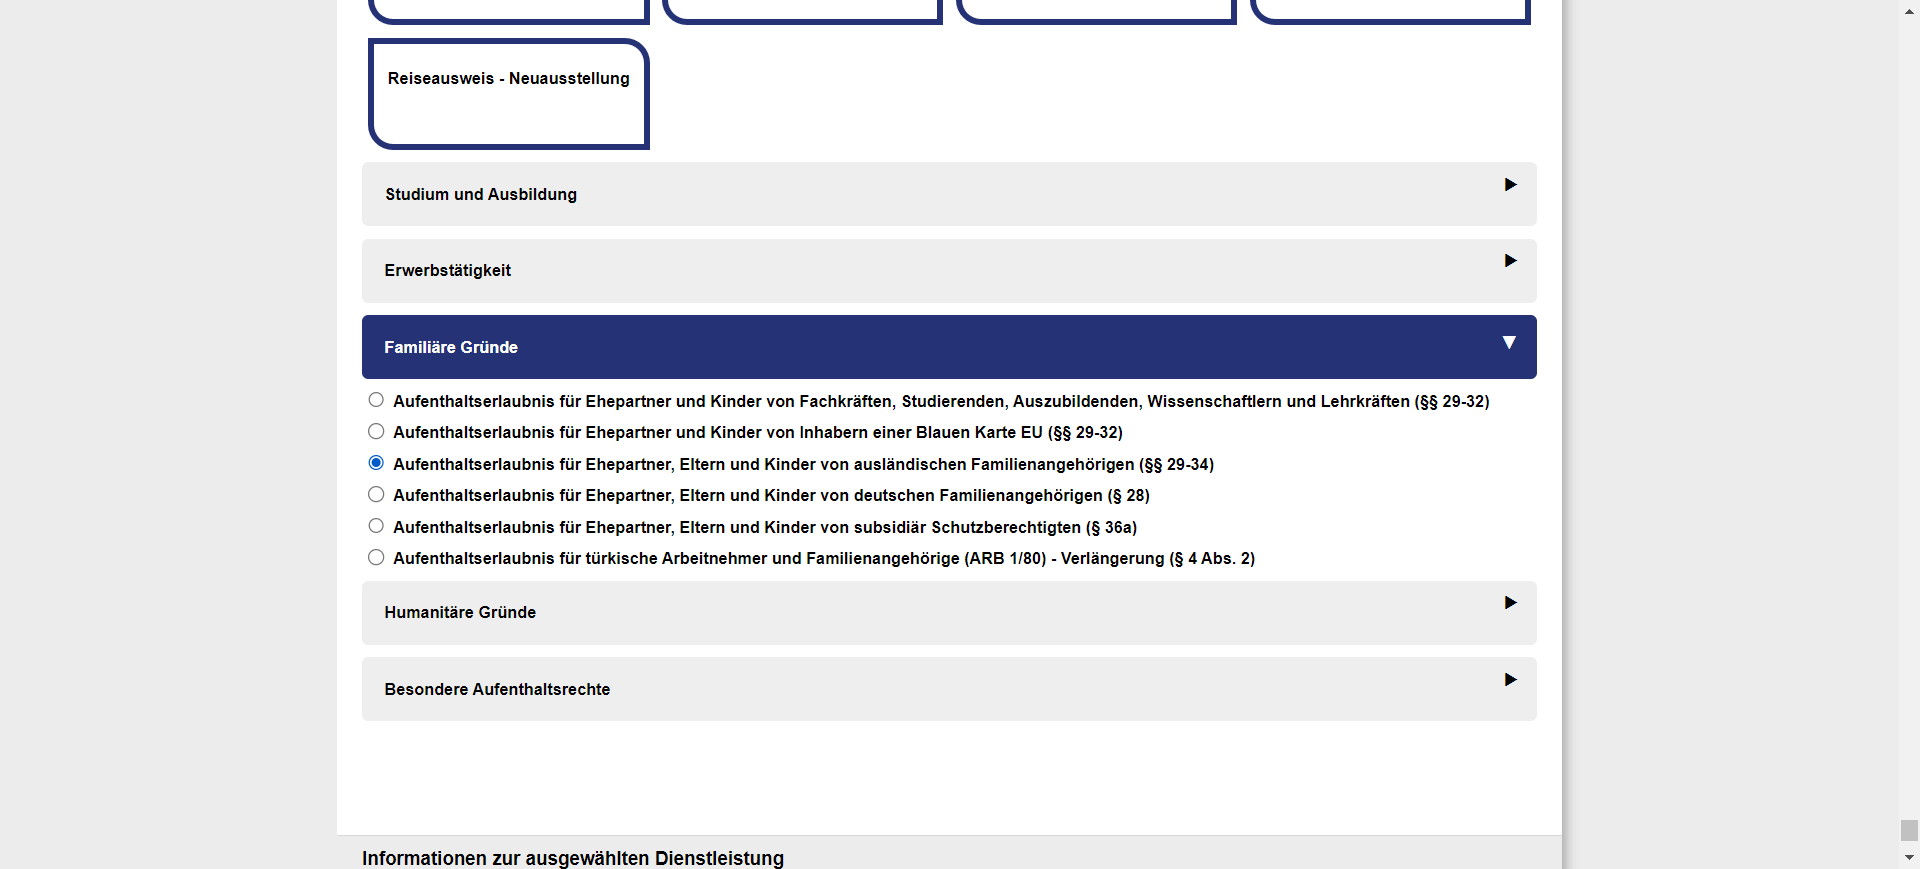 Reiseausweis - Neuausstellung
Studium und Ausbildung
Erwerbstätigkeit
Familiäre Gründe
Aufenthaltserlaubnis für Ehepartner und Kinder von Fachkräften, Studierenden, Auszubildenden, Wissenschaftlern und Lehrkräften (§§ 29-32)
Aufenthaltserlaubnis für Ehepartner und Kinder von Inhabern einer Blauen Karte EU (§§ 29-32)
Aufenthaltserlaubnis für Ehepartner, Eltern und Kinder von ausländischen Familienangehörigen (§§ 29-34)
Aufenthaltserlaubnis für Ehepartner, Eltern und Kinder von deutschen Familienangehörigen (§ 28)
Aufenthaltserlaubnis für Ehepartner, Eltern und Kinder von subsidiär Schutzberechtigten (§ 36a)
Aufenthaltserlaubnis für türkische Arbeitnehmer und Familienangehörige (ARB 1/80) - Verlängerung (§ 4 Abs. 2)
Humanitäre Gründe
Besondere Aufenthaltsrechte
Informationen zur ausgewählten Dienstleistung